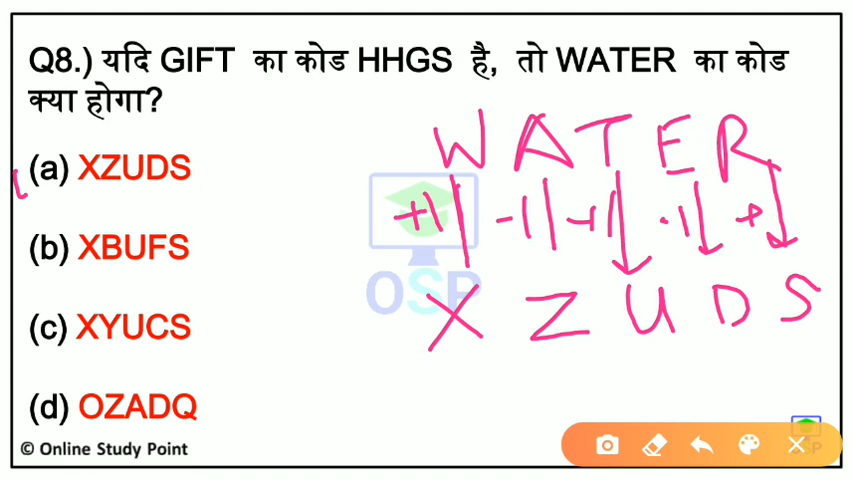 Q8.) यदि GIFT का कोड HHGS है, तो WATER का कोड
क्या होगा?
(a) XZUDS
(b) XBUFS
(c) XYUCS
(d) OZADQ
WATER
+1 -1 +1 -1 +
XZUDS
OSP
© Online Study Point